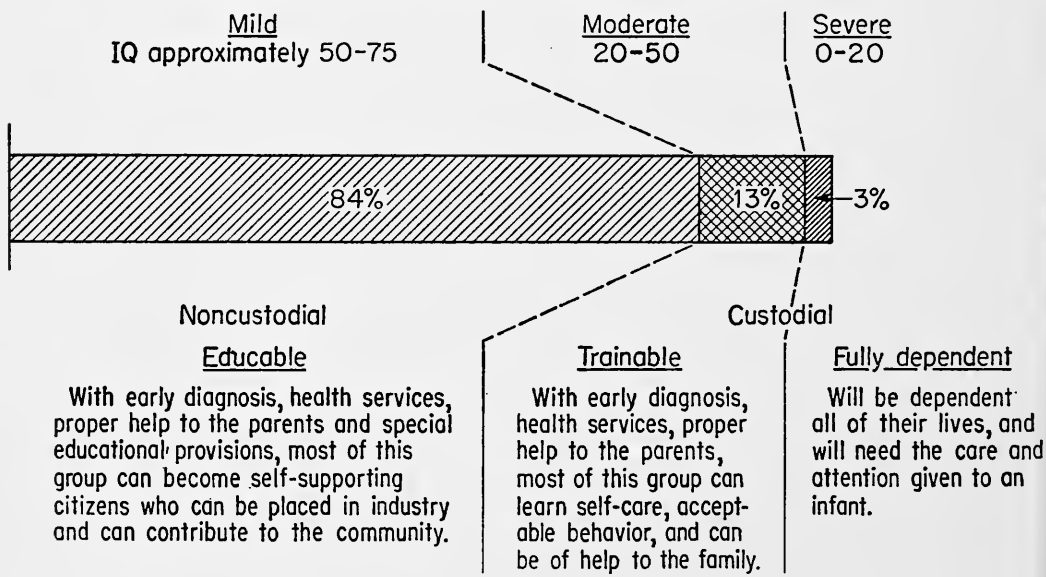 Mild
IQ approximately 50-75
Moderate
20-50
Severe
0-20
84%
13%
3%
Noncustodial
Custodial
Educable
With early diagnosis, health services,
proper help to the parents and special
educational provisions, most of this
group can become self-supporting
citizens who can be placed in industry
and can contribute to the community.
Trainable
With early diagnosis,
health services, proper
help to the parents,
most of this group can
learn self-care, accept-
able behavior, and can
be of help to the family.
Fully dependent
Will be dependent
all of their lives, and
will need the care and
attention given to an
infant.